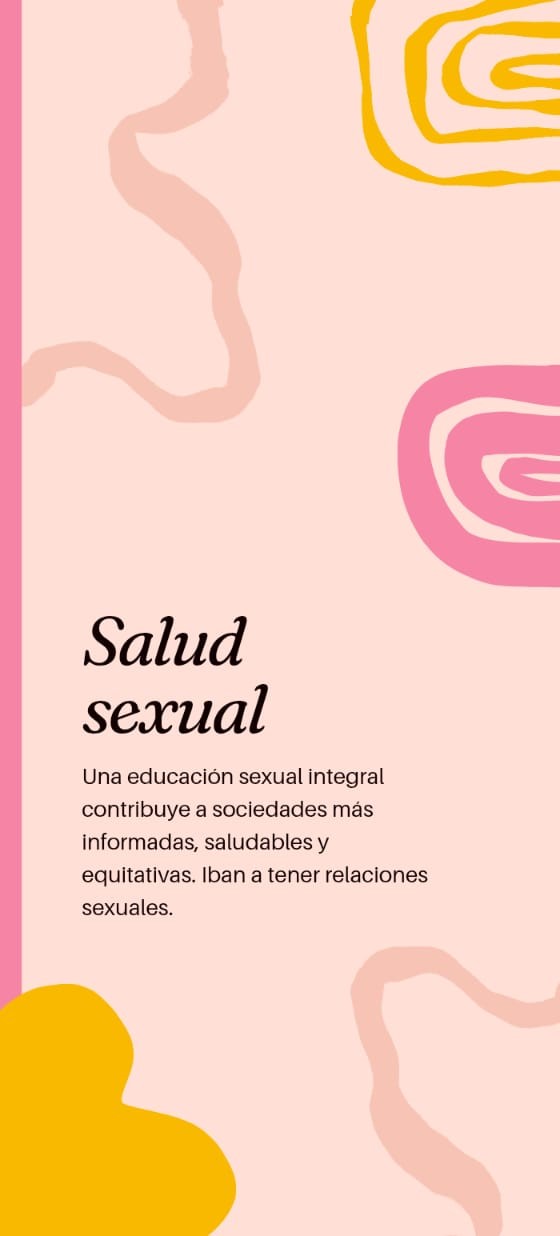 Salud
sexual
Una educación sexual integral
contribuye a sociedades más
informadas, saludables y
equitativas. Iban a tener relaciones
sexuales.